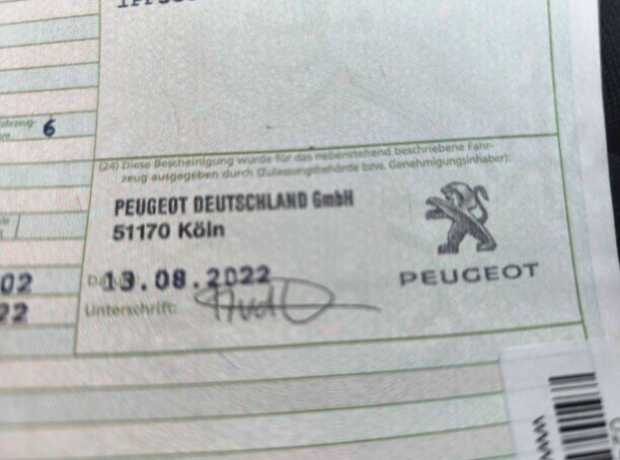 6
(24) Diese Bescheinigung wurde für das nebenstehend beschriebene Fahr-
zeug ausgegeben durch (Zulassungsbehörde bzw. Genehmigungsinhaber):
PEUGEOT DEUTSCHLAND GmbH
51170 Köln
02
13.08.2022
PEUGEOT
22
Unterschrift:
www